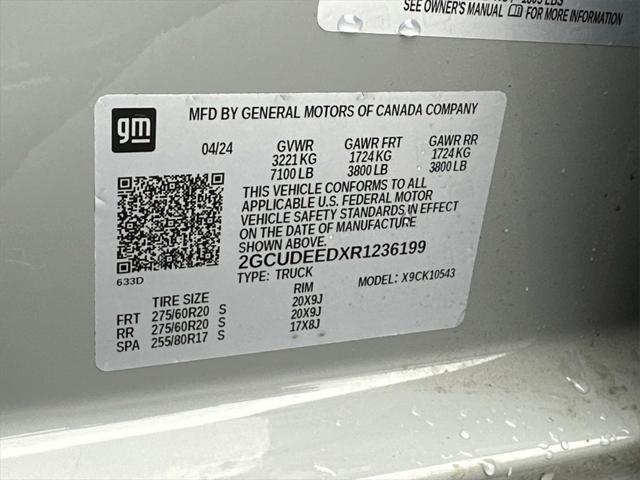 SEE OWNER'S MANUAL FOR MORE INFORMATION
gm
MFD BY GENERAL MOTORS OF CANADA COMPANY
04/24 GVWR GAWR FRT GAWR RR
3221 KG 1724 KG 1724 KG
7100 LB 3800 LB 3800 LB
THIS VEHICLE CONFORMS TO ALL
APPLICABLE U.S. FEDERAL MOTOR
VEHICLE SAFETY STANDARDS IN EFFECT
ON THE DATE OF MANUFACTURE
SHOWN ABOVE.
2GCUDEEDXR1236199
633D TYPE: TRUCK MODEL: X9CK10543
TIRE SIZE RIM
FRT 275/60R20 S 20X9J
RR 275/60R20 S 20X9J
SPA 255/80R17 S 17X8J